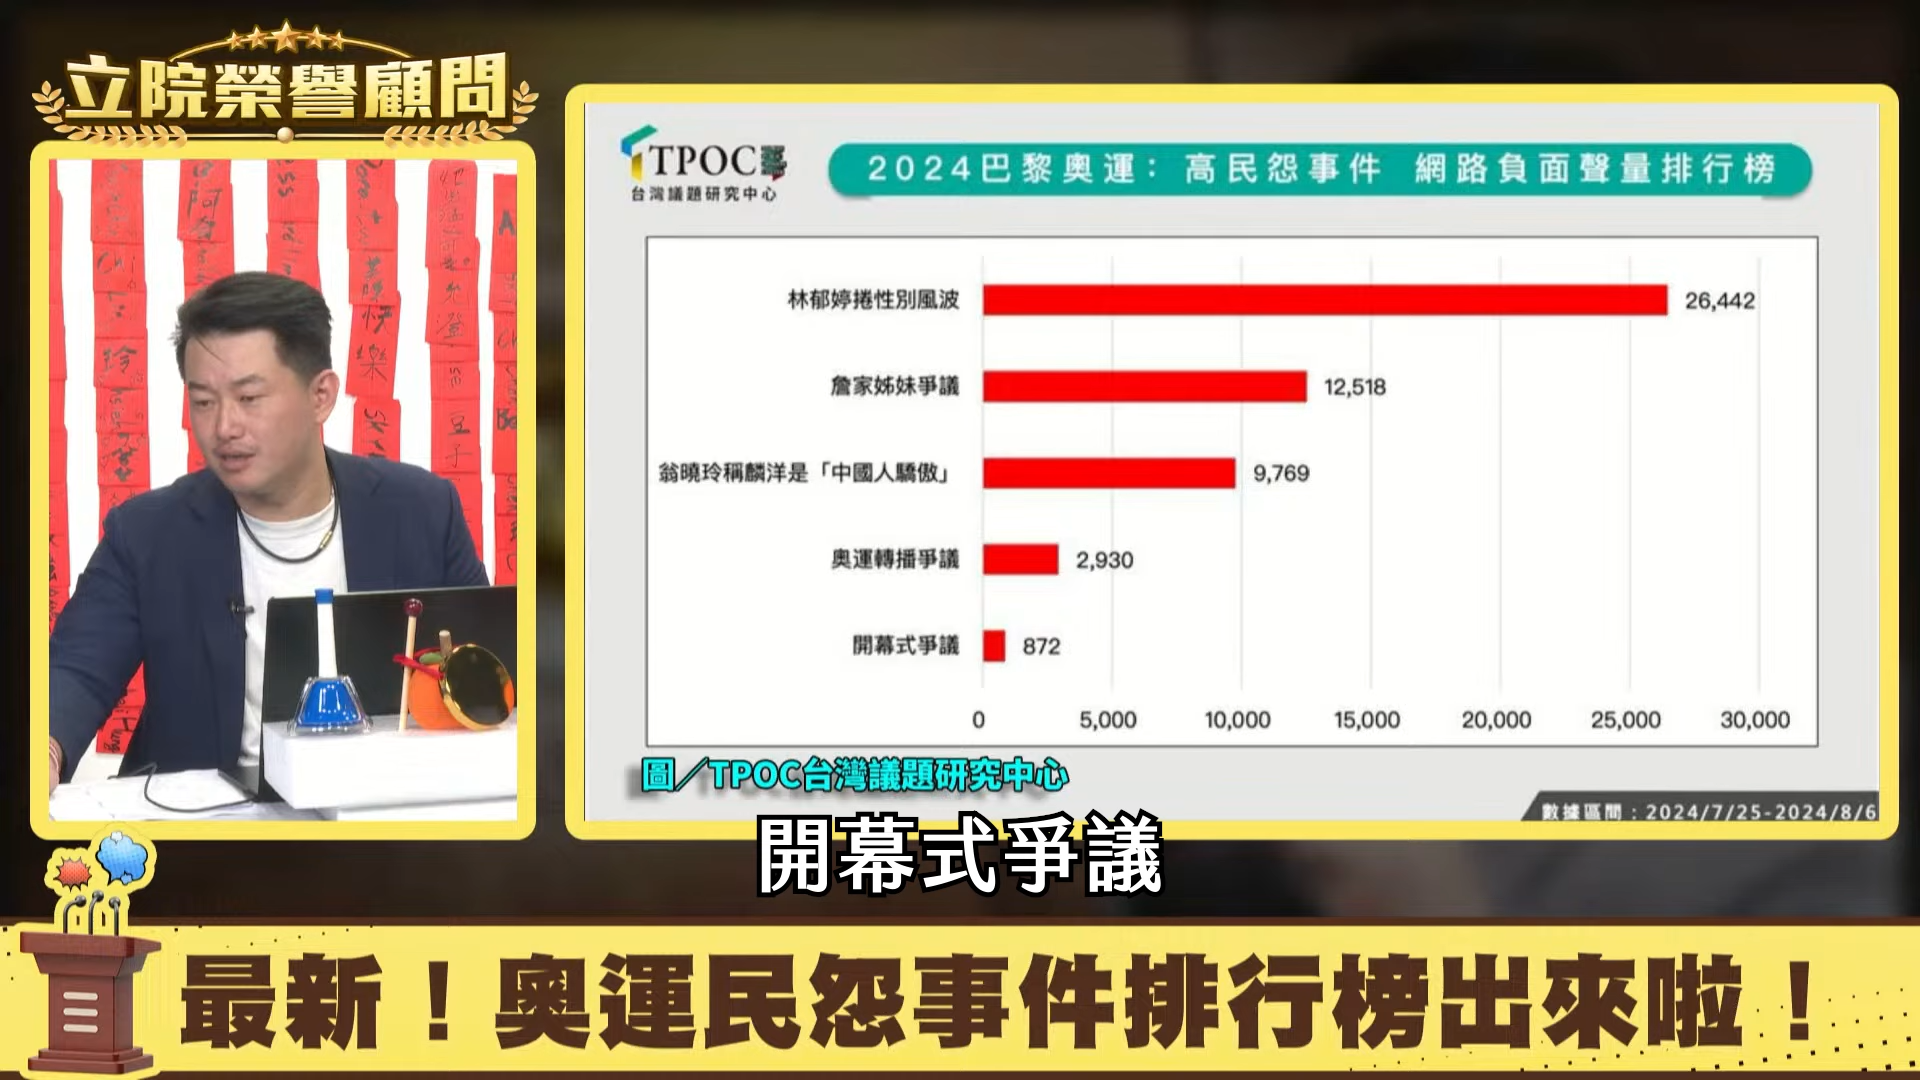 立院榮譽顧問
TPOC
台灣議題研究中心
2024巴黎奧運：高民怨事件 網路負面聲量排行榜
林郁婷捲性別風波 26,442
詹家姊妹爭議 12,518
翁曉玲稱麟洋是「中國人驕傲」 9,769
奧運轉播爭議 2,930
開幕式爭議 872
0 5,000 10,000 15,000 20,000 25,000 30,000
圖／TPOC台灣議題研究中心
數據區間：2024/7/25-2024/8/6
開幕式爭議
最新！奧運民怨事件排行榜出來啦！